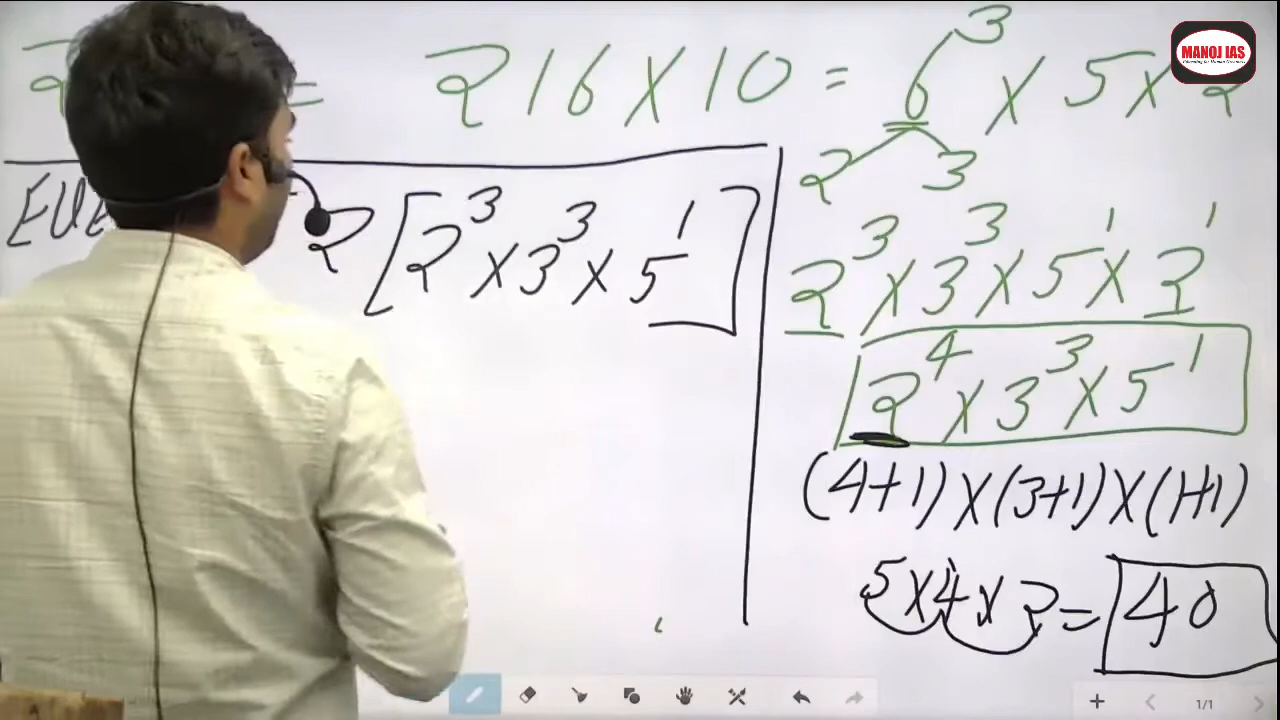 = 216 X 10 = 6³ X 5 X 2
MANOJ IAS
2 3
2 [2³ X 3³ X 5¹]
2³ X 3³ X 5¹ X 2¹
2⁴ X 3³ X 5¹
(4+1) X (3+1) X (1+1)
5 X 4 X 2 = 40
1/1